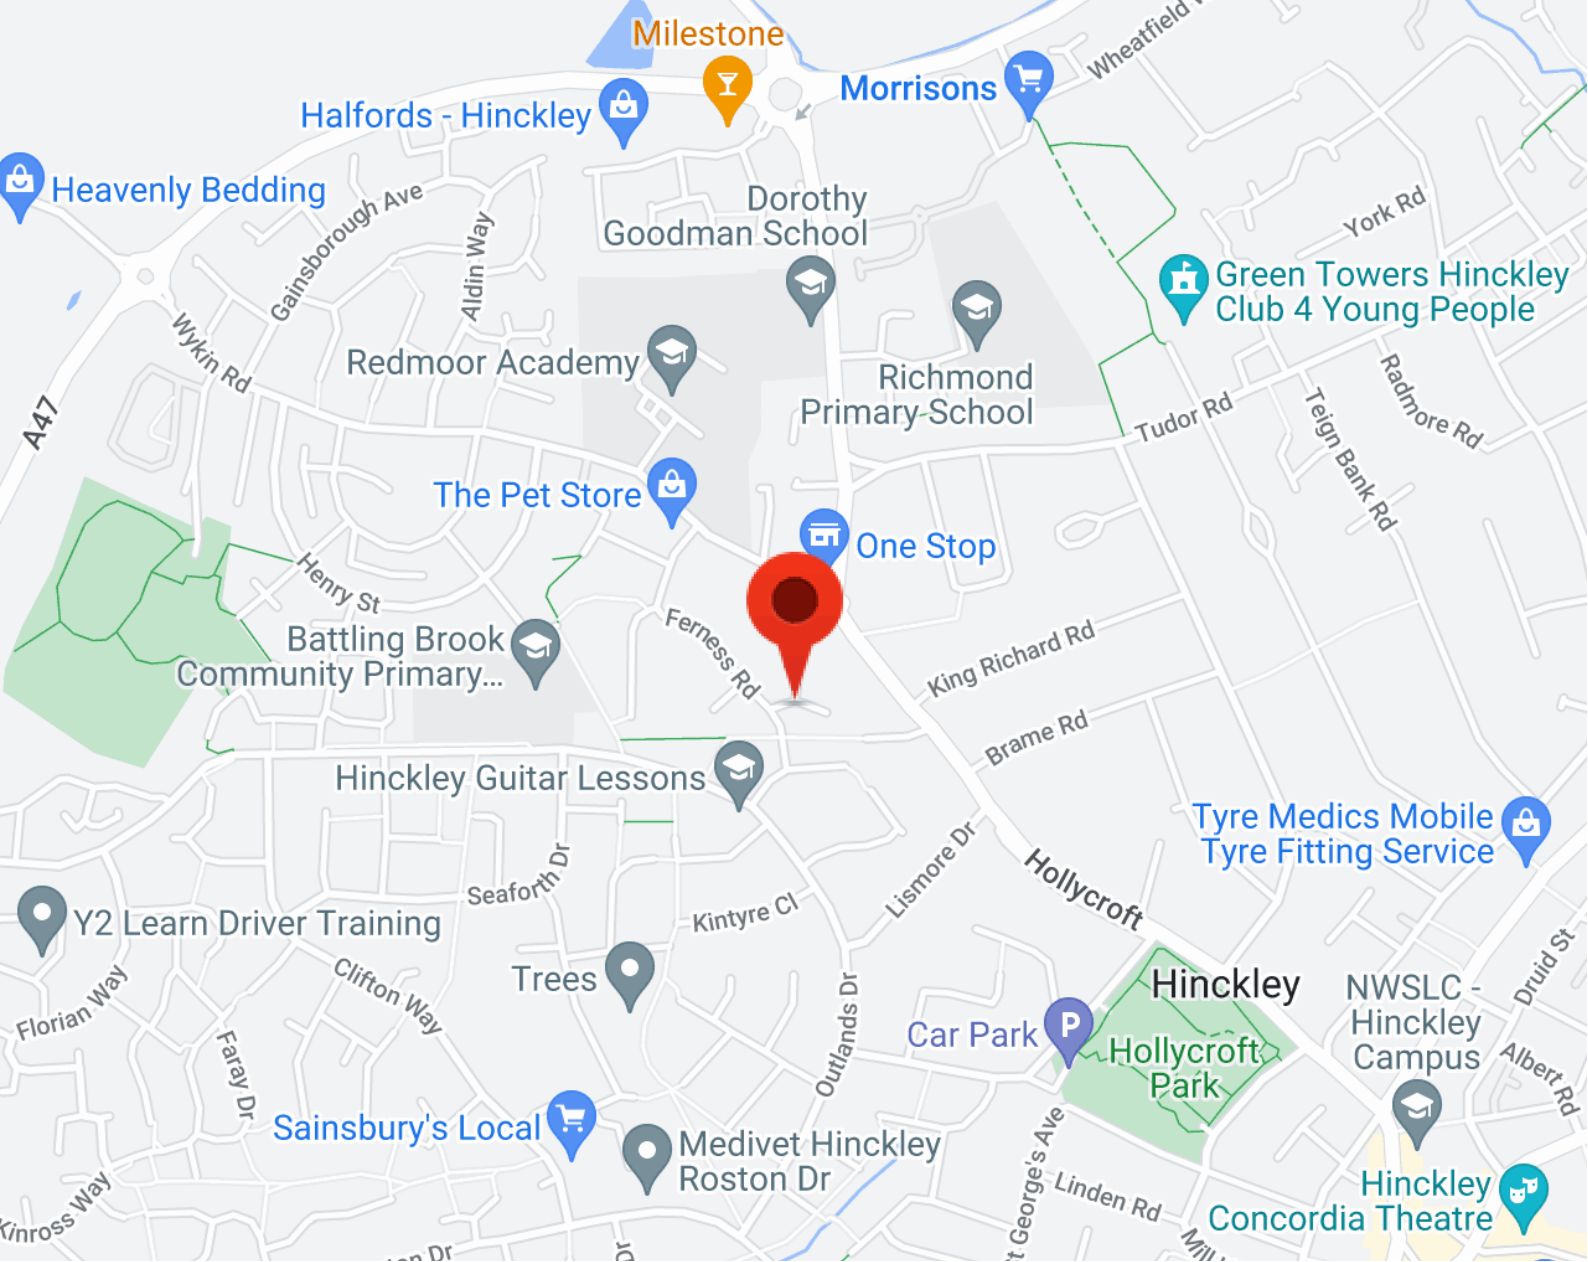 Milestone
Wheatfield
Morrisons
Halfords - Hinckley
Heavenly Bedding
Gainsborough Ave
Aldin Way
Dorothy
Goodman School
York Rd
Green Towers Hinckley
Club 4 Young People
Wykin Rd
Redmoor Academy
Richmond
Primary School
A47
Tudor Rd
Radmore Rd
Teign Bank Rd
The Pet Store
One Stop
Henry St
Battling Brook
Community Primary...
Ferness Rd
King Richard Rd
Brame Rd
Hinckley Guitar Lessons
Tyre Medics Mobile
Tyre Fitting Service
Lismore Dr
Hollycroft
Seaforth Dr
Kintyre Cl
Y2 Learn Driver Training
Trees
Clifton Way
Florian Way
Faray Dr
Outlands Dr
Hinckley
Druid St
NWSLC -
Hinckley
Campus
Car Park
P
Hollycroft
Park
Albert Rd
Sainsbury's Local
Medivet Hinckley
Roston Dr
St George's Ave
Linden Rd
Hinckley
Concordia Theatre
Kinross Way
Dr
Dr